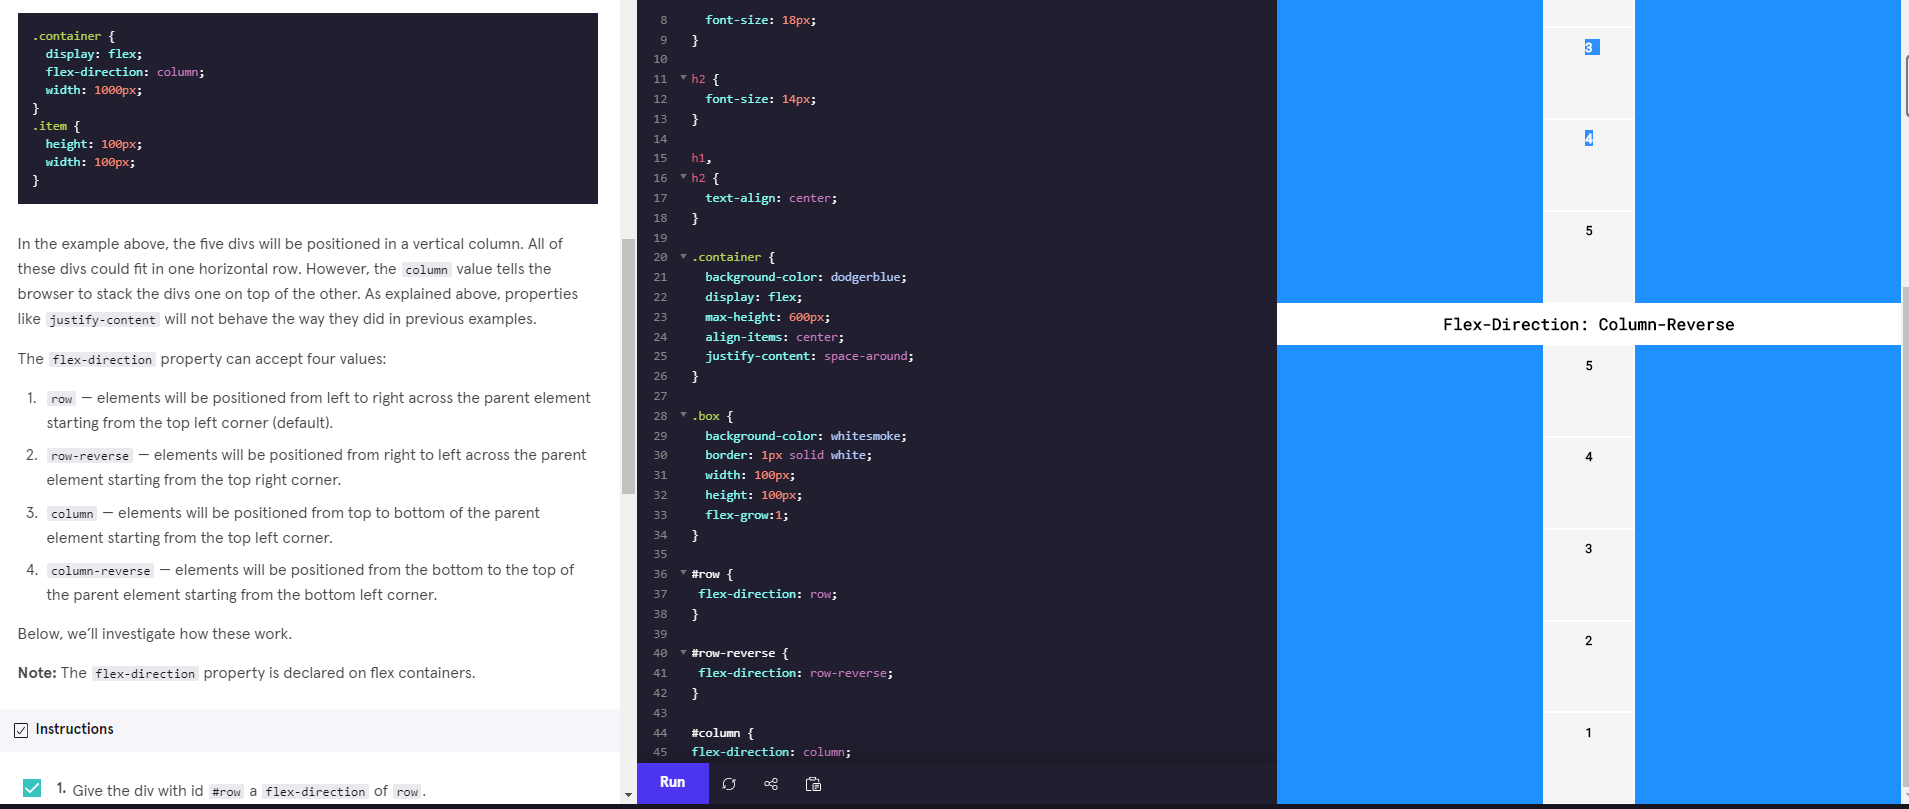 .container {
display: flex;
flex-direction: column;
width: 1000px;
}
.item {
height: 100px;
width: 100px;
}
In the example above, the five divs will be positioned in a vertical column. All of
these divs could fit in one horizontal row. However, the column value tells the
browser to stack the divs one on top of the other. As explained above, properties
like justify-content will not behave the way they did in previous examples.
The flex-direction property can accept four values:
1. row — elements will be positioned from left to right across the parent element
starting from the top left corner (default).
2. row-reverse — elements will be positioned from right to left across the parent
element starting from the top right corner.
3. column — elements will be positioned from top to bottom of the parent
element starting from the top left corner.
4. column-reverse — elements will be positioned from the bottom to the top of
the parent element starting from the bottom left corner.
Below, we’ll investigate how these work.
Note: The flex-direction property is declared on flex containers.
Instructions
1. Give the div with id #row a flex-direction of row.
8 font-size: 18px;
9 }
10
11 h2 {
12 font-size: 14px;
13 }
14
15 h1,
16 h2 {
17 text-align: center;
18 }
19
20 .container {
21 background-color: dodgerblue;
22 display: flex;
23 max-height: 600px;
24 align-items: center;
25 justify-content: space-around;
26 }
27
28 .box {
29 background-color: whitesmoke;
30 border: 1px solid white;
31 width: 100px;
32 height: 100px;
33 flex-grow:1;
34 }
35
36 #row {
37 flex-direction: row;
38 }
39
40 #row-reverse {
41 flex-direction: row-reverse;
42 }
43
44 #column {
45 flex-direction: column;
Run
3
4
5
Flex-Direction: Column-Reverse
5
4
3
2
1